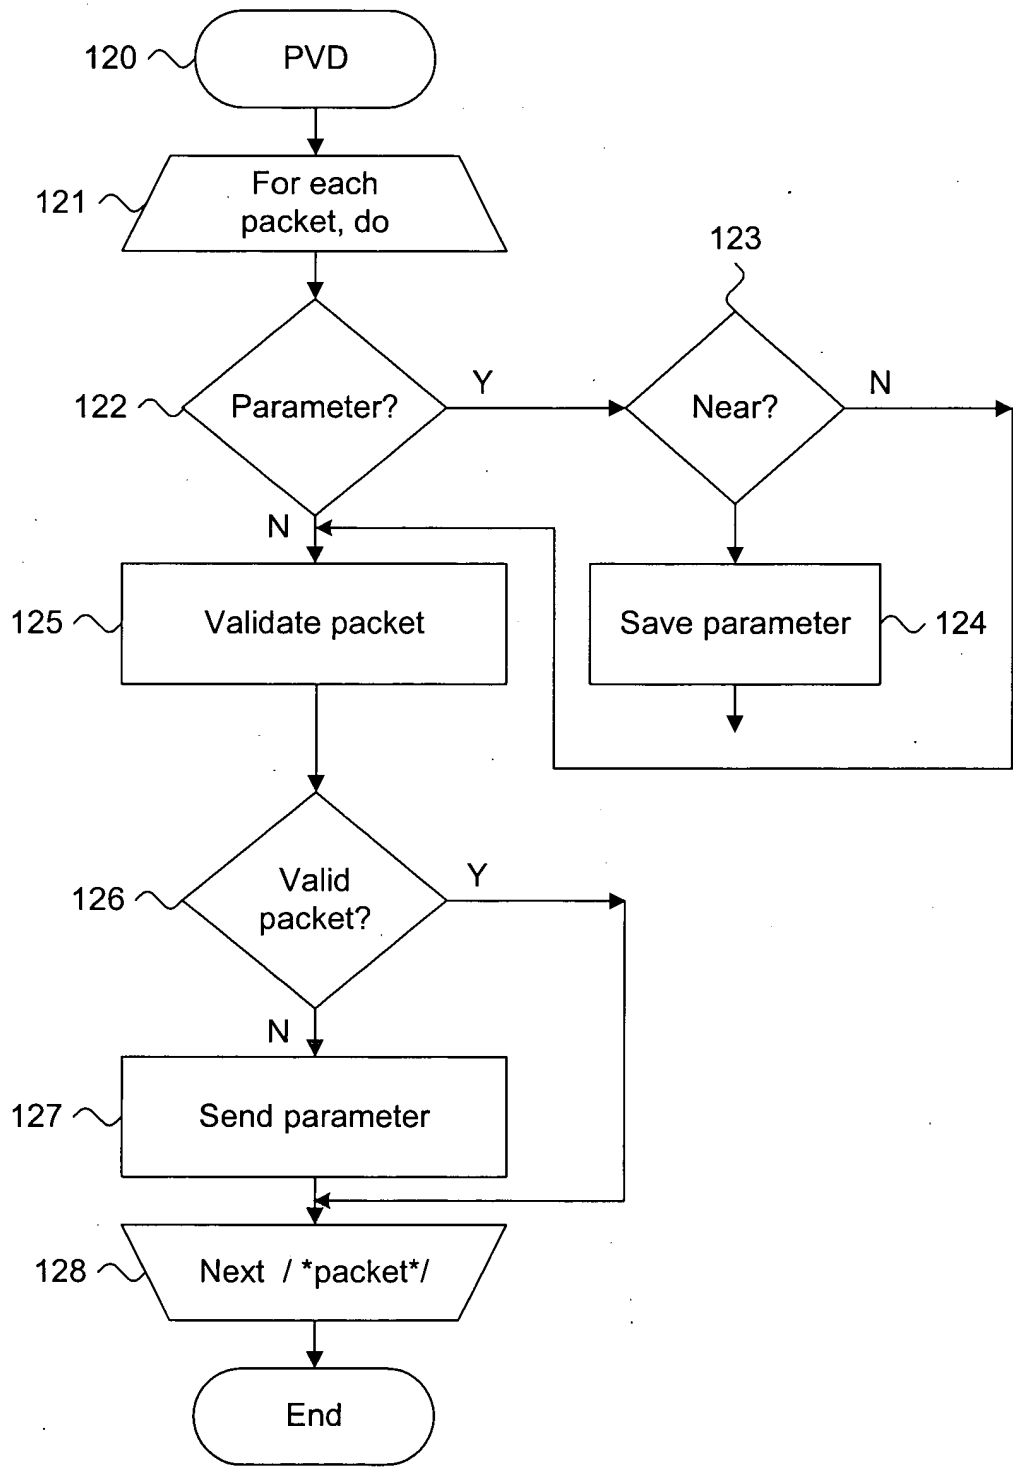 120
PVD
121
For each
packet, do
123
122
Parameter?
Y
Near?
N
N
125
Validate packet
Save parameter
124
126
Valid
packet?
Y
N
127
Send parameter
128
Next / *packet*/
End